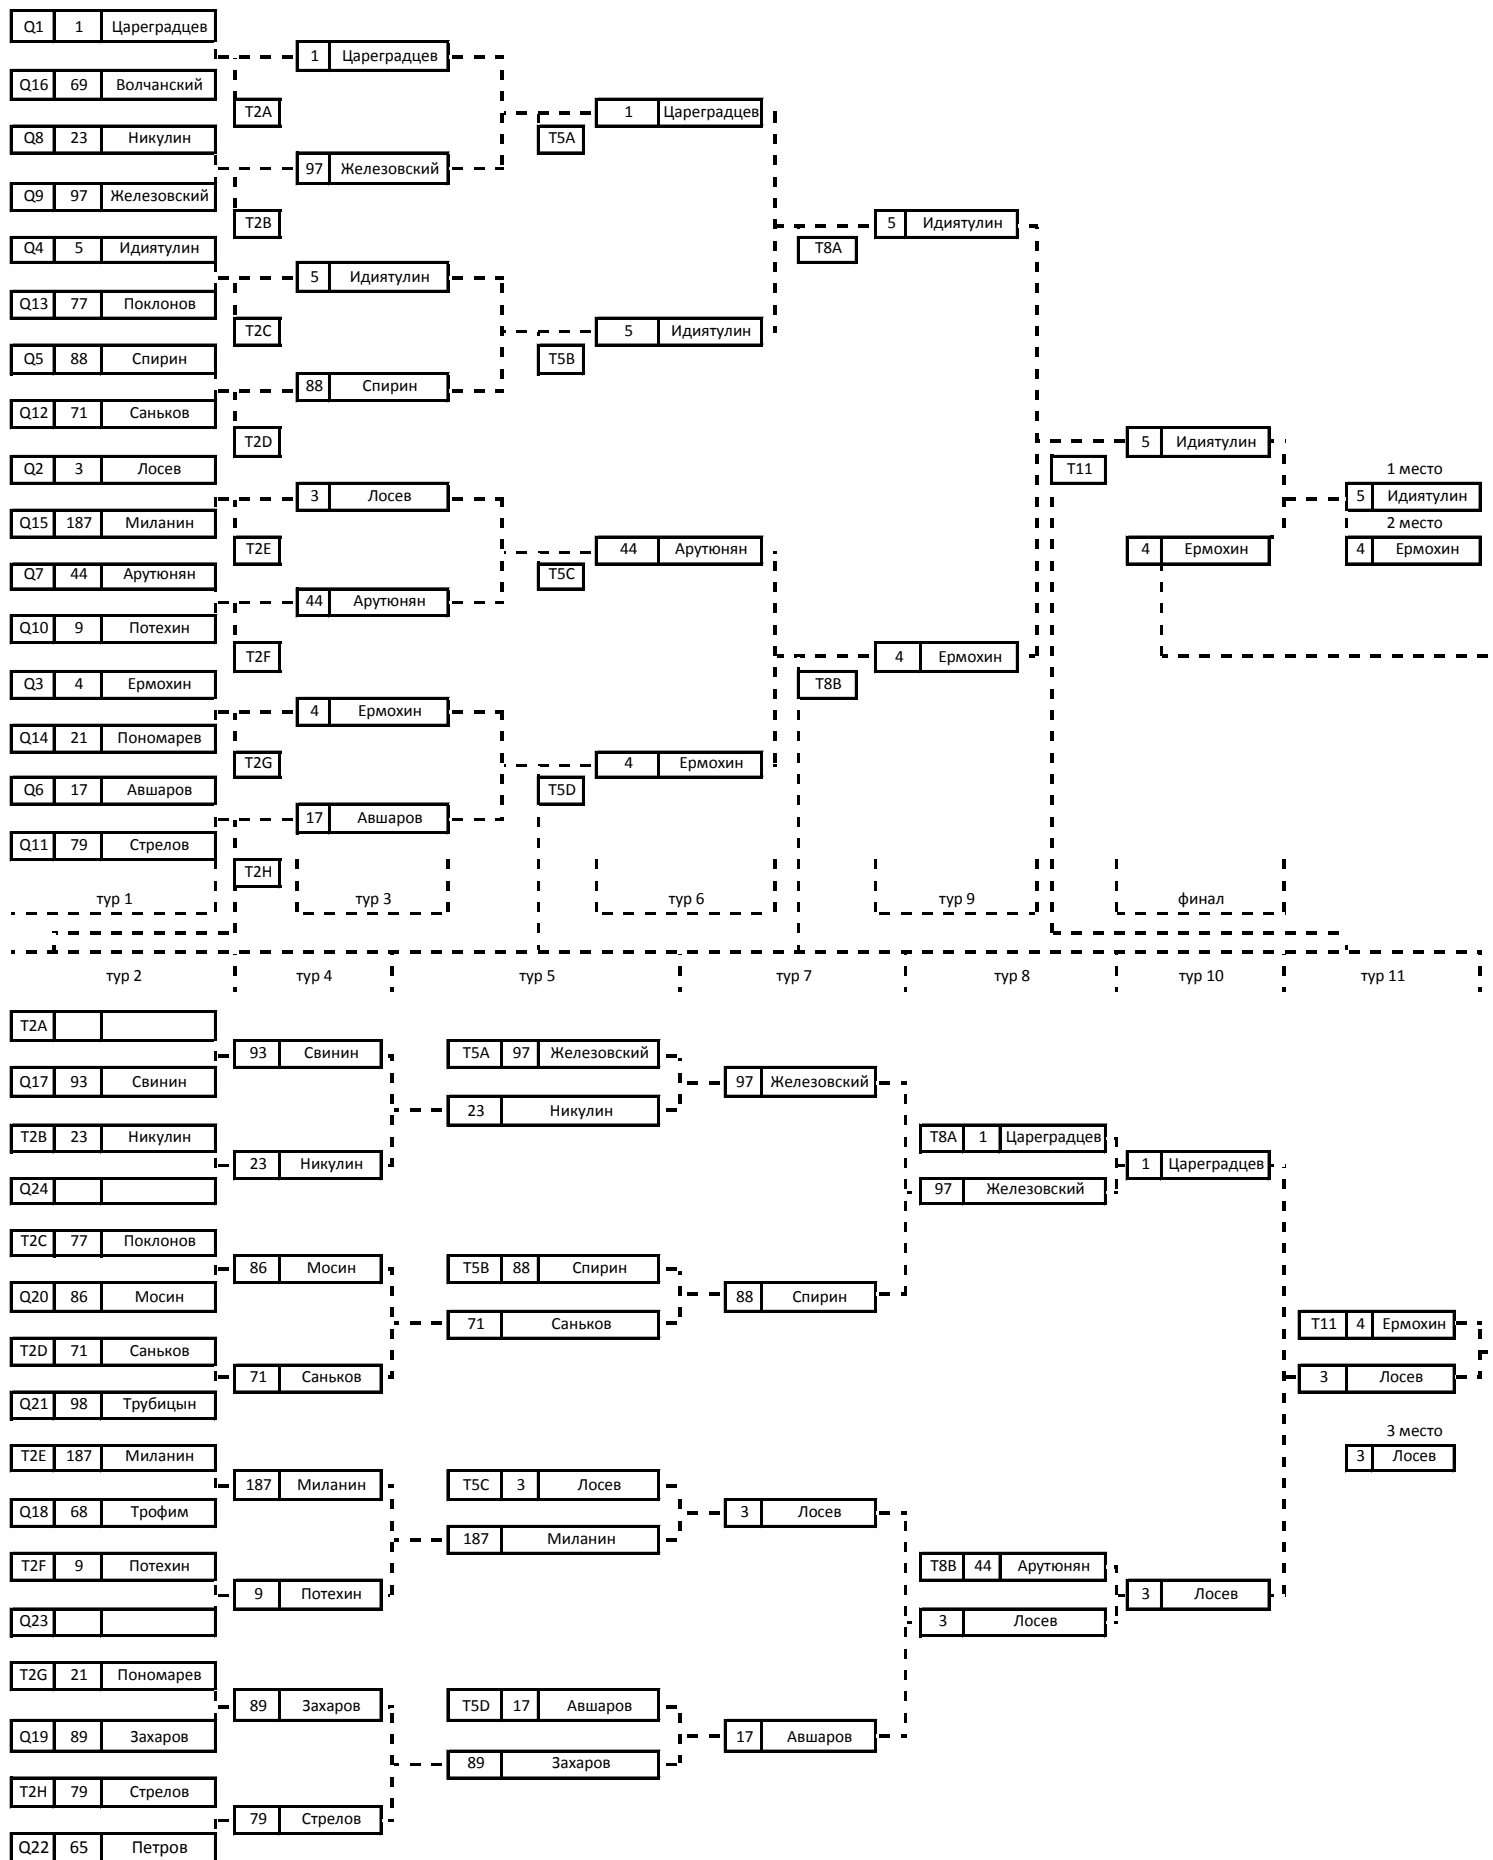 Q1 1 Цареградцев
1 Цареградцев
Q16 69 Волчанский
T2A
1 Цареградцев
Q8 23 Никулин
T5A
97 Железовский
Q9 97 Железовский
T2B
5 Идиятулин
Q4 5 Идиятулин
T8A
5 Идиятулин
Q13 77 Поклонов
T2C
5 Идиятулин
Q5 88 Спирин
T5B
88 Спирин
Q12 71 Саньков
T2D
5 Идиятулин
Q2 3 Лосев
T11
1 место
3 Лосев
5 Идиятулин
Q15 187 Миланин
2 место
T2E
44 Арутюнян
4 Ермохин
4 Ермохин
Q7 44 Арутюнян
T5C
44 Арутюнян
Q10 9 Потехин
T2F
4 Ермохин
Q3 4 Ермохин
T8B
4 Ермохин
Q14 21 Пономарев
T2G
4 Ермохин
Q6 17 Авшаров
T5D
17 Авшаров
Q11 79 Стрелов
T2H
тур 1 тур 3 тур 6 тур 9 финал
тур 2 тур 4 тур 5 тур 7 тур 8 тур 10 тур 11
T2A
93 Свинин
T5A 97 Железовский
Q17 93 Свинин
97 Железовский
23 Никулин
T2B 23 Никулин
T8A 1 Цареградцев
23 Никулин
1 Цареградцев
Q24
97 Железовский
T2C 77 Поклонов
86 Мосин
T5B 88 Спирин
Q20 86 Мосин
88 Спирин
71 Саньков
T11 4 Ермохин
T2D 71 Саньков
71 Саньков
3 Лосев
Q21 98 Трубицын
3 место
T2E 187 Миланин
3 Лосев
187 Миланин
T5C 3 Лосев
Q18 68 Трофим
3 Лосев
187 Миланин
T2F 9 Потехин
T8B 44 Арутюнян
9 Потехин
3 Лосев
Q23
3 Лосев
T2G 21 Пономарев
89 Захаров
T5D 17 Авшаров
Q19 89 Захаров
17 Авшаров
89 Захаров
T2H 79 Стрелов
79 Стрелов
Q22 65 Петров